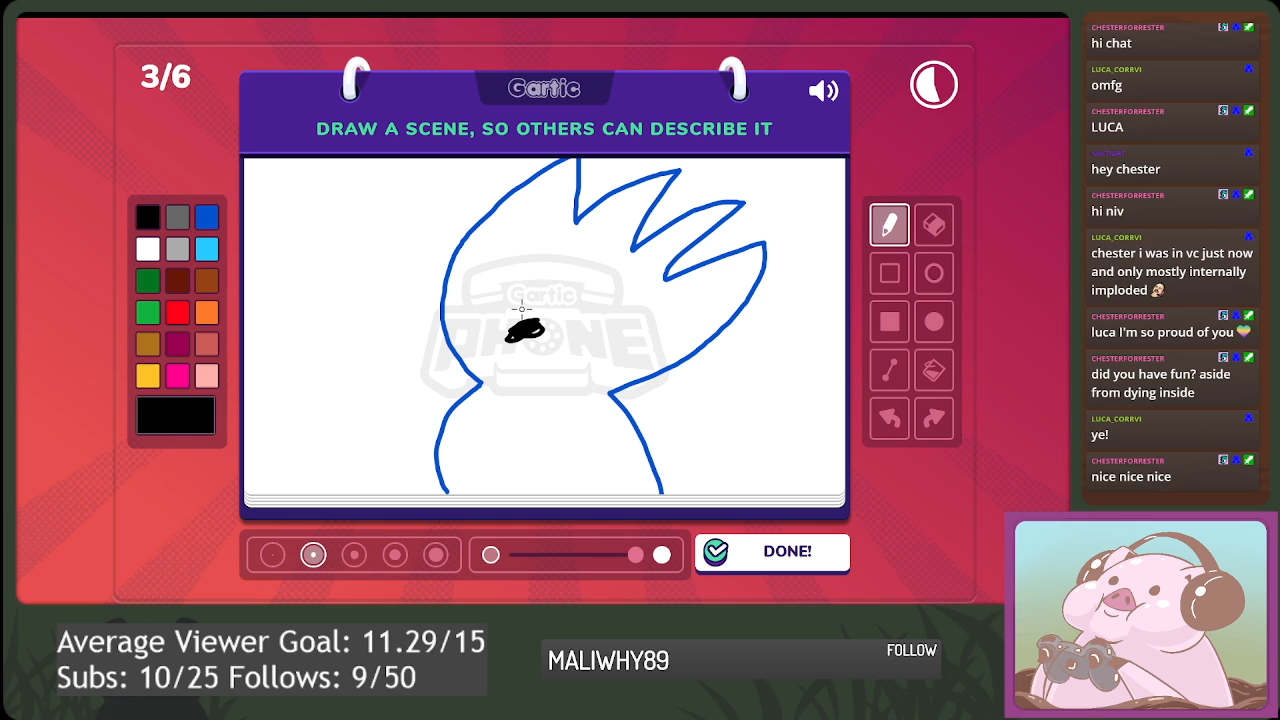 3/6
Gartic
DRAW A SCENE, SO OTHERS CAN DESCRIBE IT
Gartic
PHONE
DONE!
CHESTERFORRESTER
hi chat
LUCA_CORRVI
omfg
CHESTERFORRESTER
LUCA
hey chester
CHESTERFORRESTER
hi niv
LUCA_CORRVI
chester i was in vc just now
and only mostly internally
imploded
CHESTERFORRESTER
luca I'm so proud of you
CHESTERFORRESTER
did you have fun? aside
from dying inside
LUCA_CORRVI
ye!
CHESTERFORRESTER
nice nice nice
Average Viewer Goal: 11.29/15
Subs: 10/25 Follows: 9/50
MALIWHY89
FOLLOW